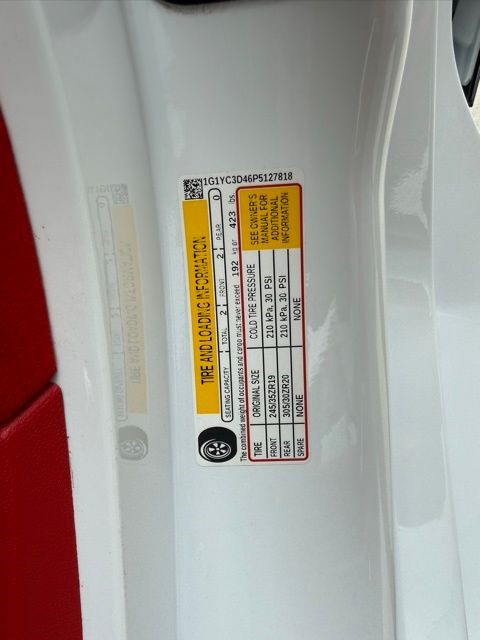 1G1YC3D46P5127818
TIRE AND LOADING INFORMATION
SEATING CAPACITY TOTAL 2 FRONT 2 REAR 0
The combined weight of occupants and cargo must never exceed 192 kg or 423 lbs.
TIRE ORIGINAL SIZE COLD TIRE PRESSURE
FRONT 245/35ZR19 210 kPa, 30 PSI
REAR 305/30ZR20 210 kPa, 30 PSI
SPARE NONE NONE
SEE OWNER'S
MANUAL FOR
ADDITIONAL
INFORMATION